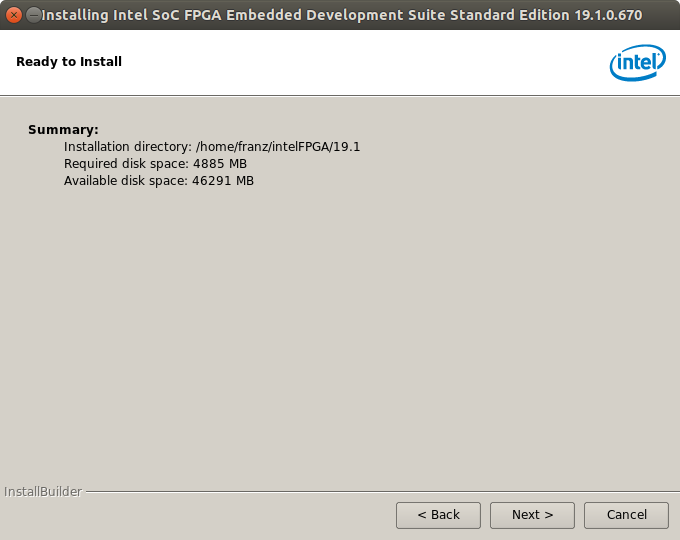 Installing Intel SoC FPGA Embedded Development Suite Standard Edition 19.1.0.670
Ready to Install
intel
Summary:
Installation directory: /home/franz/intelFPGA/19.1
Required disk space: 4885 MB
Available disk space: 46291 MB
InstallBuilder
< Back
Next >
Cancel